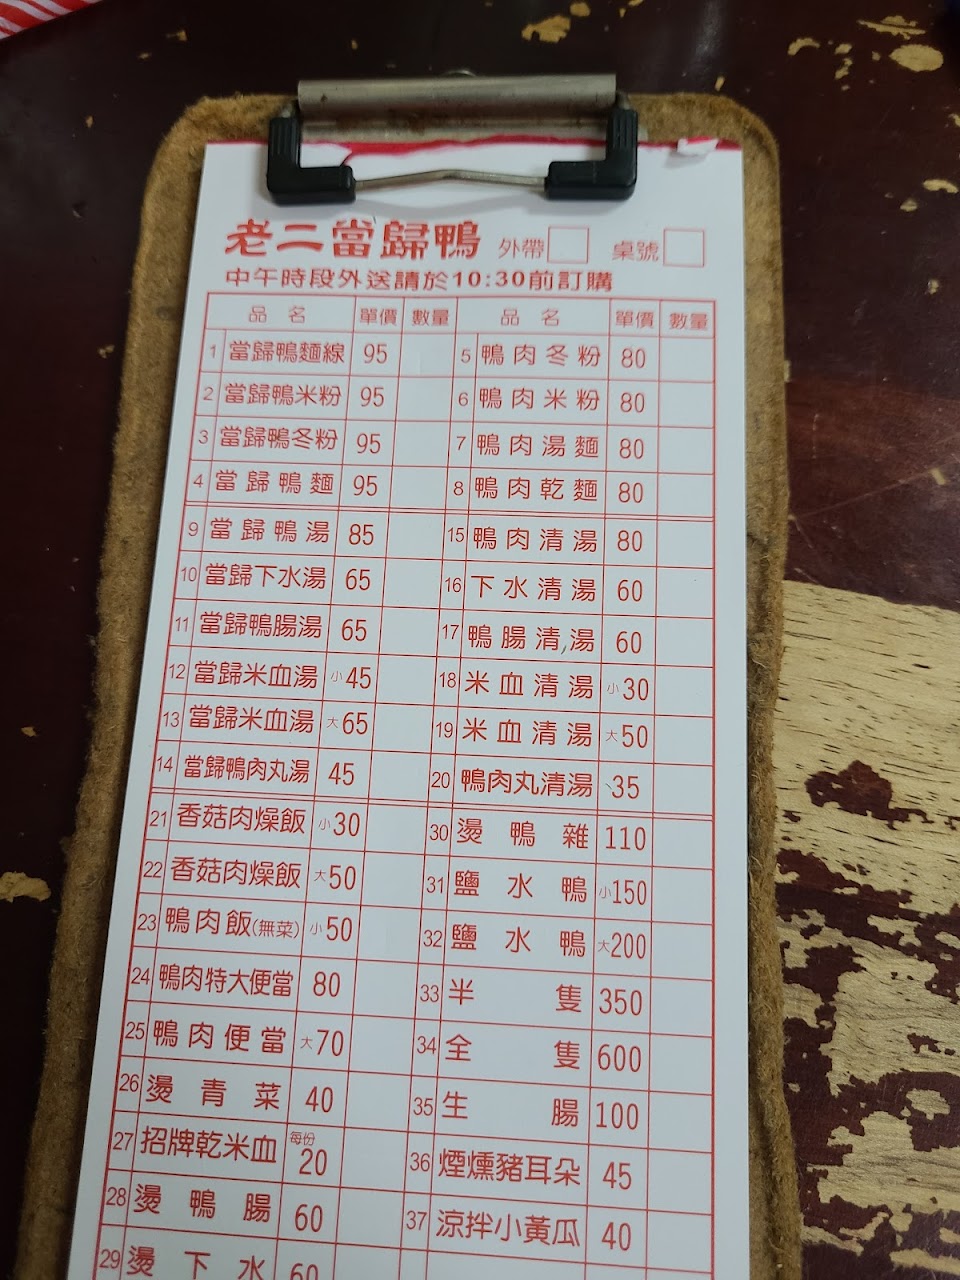 老二當歸鴨 外帶 桌號
中午時段外送請於10:30前訂購
品名 單價 數量 品名 單價 數量
1 當歸鴨麵線 95 5 鴨肉冬粉 80
2 當歸鴨米粉 95 6 鴨肉米粉 80
3 當歸鴨冬粉 95 7 鴨肉湯麵 80
4 當歸鴨麵 95 8 鴨肉乾麵 80
9 當歸鴨湯 85 15 鴨肉清湯 80
10 當歸下水湯 65 16 下水清湯 60
11 當歸鴨腸湯 65 17 鴨腸清湯 60
12 當歸米血湯 小45 18 米血清湯 小30
13 當歸米血湯 大65 19 米血清湯 大50
14 當歸鴨肉丸湯 45 20 鴨肉丸清湯 35
21 香菇肉燥飯 小30 30 燙鴨雜 110
22 香菇肉燥飯 大50 31 鹽水鴨 小150
23 鴨肉飯(無菜) 小50 32 鹽水鴨 大200
24 鴨肉特大便當 80 33 半隻 350
25 鴨肉便當 大70 34 全隻 600
26 燙青菜 40 35 生腸 100
27 招牌乾米血 每份20 36 煙燻豬耳朵 45
28 燙鴨腸 60 37 涼拌小黃瓜 40
29 燙下水 60